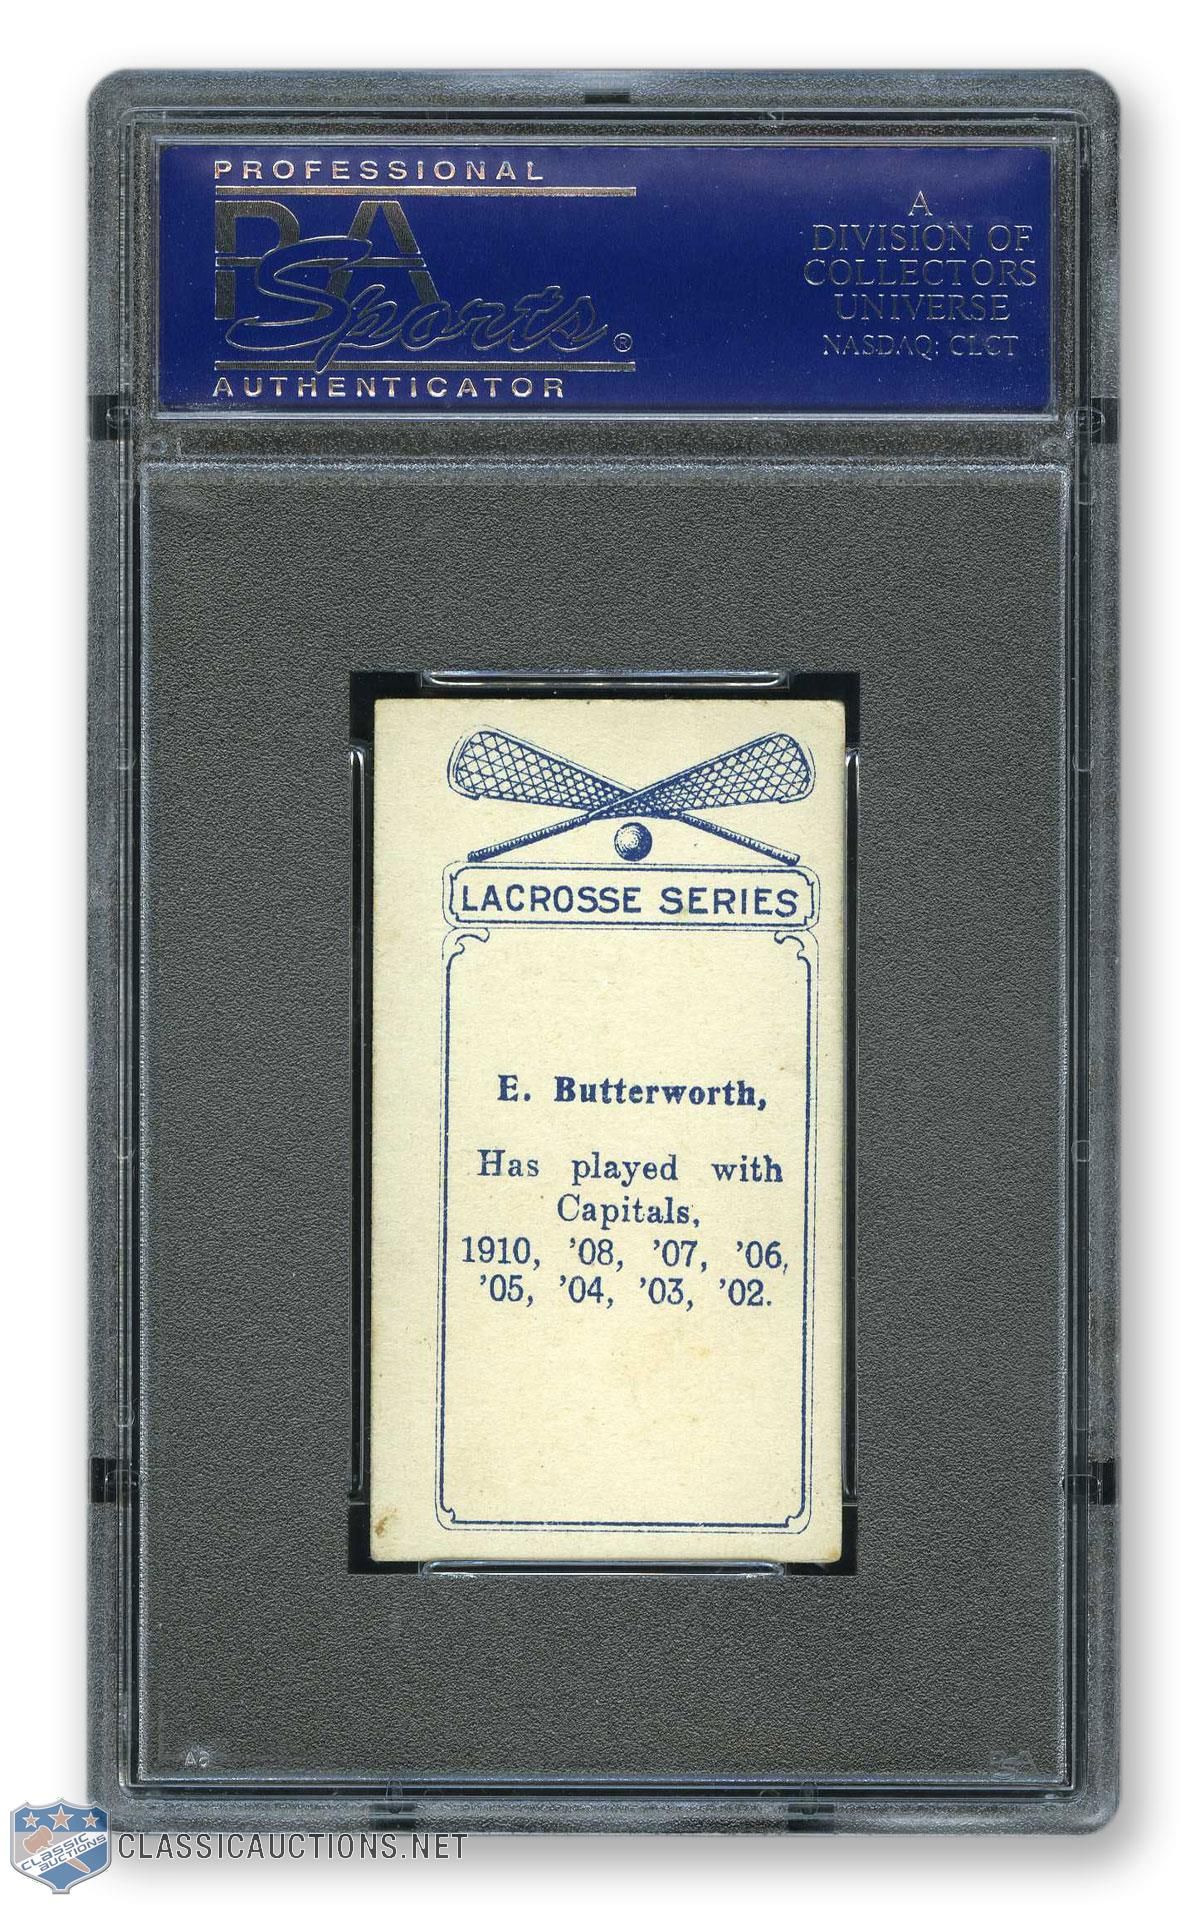 PROFESSIONAL
PSA
Sports®
AUTHENTICATOR
A
DIVISION OF
COLLECTORS
UNIVERSE
NASDAQ: CLCT
LACROSSE SERIES
E. Butterworth,
Has played with
Capitals,
1910, '08, '07, '06,
'05, '04, '03, '02.
PSA
CLASSIC
AUCTIONS
CLASSICAUCTIONS.NET